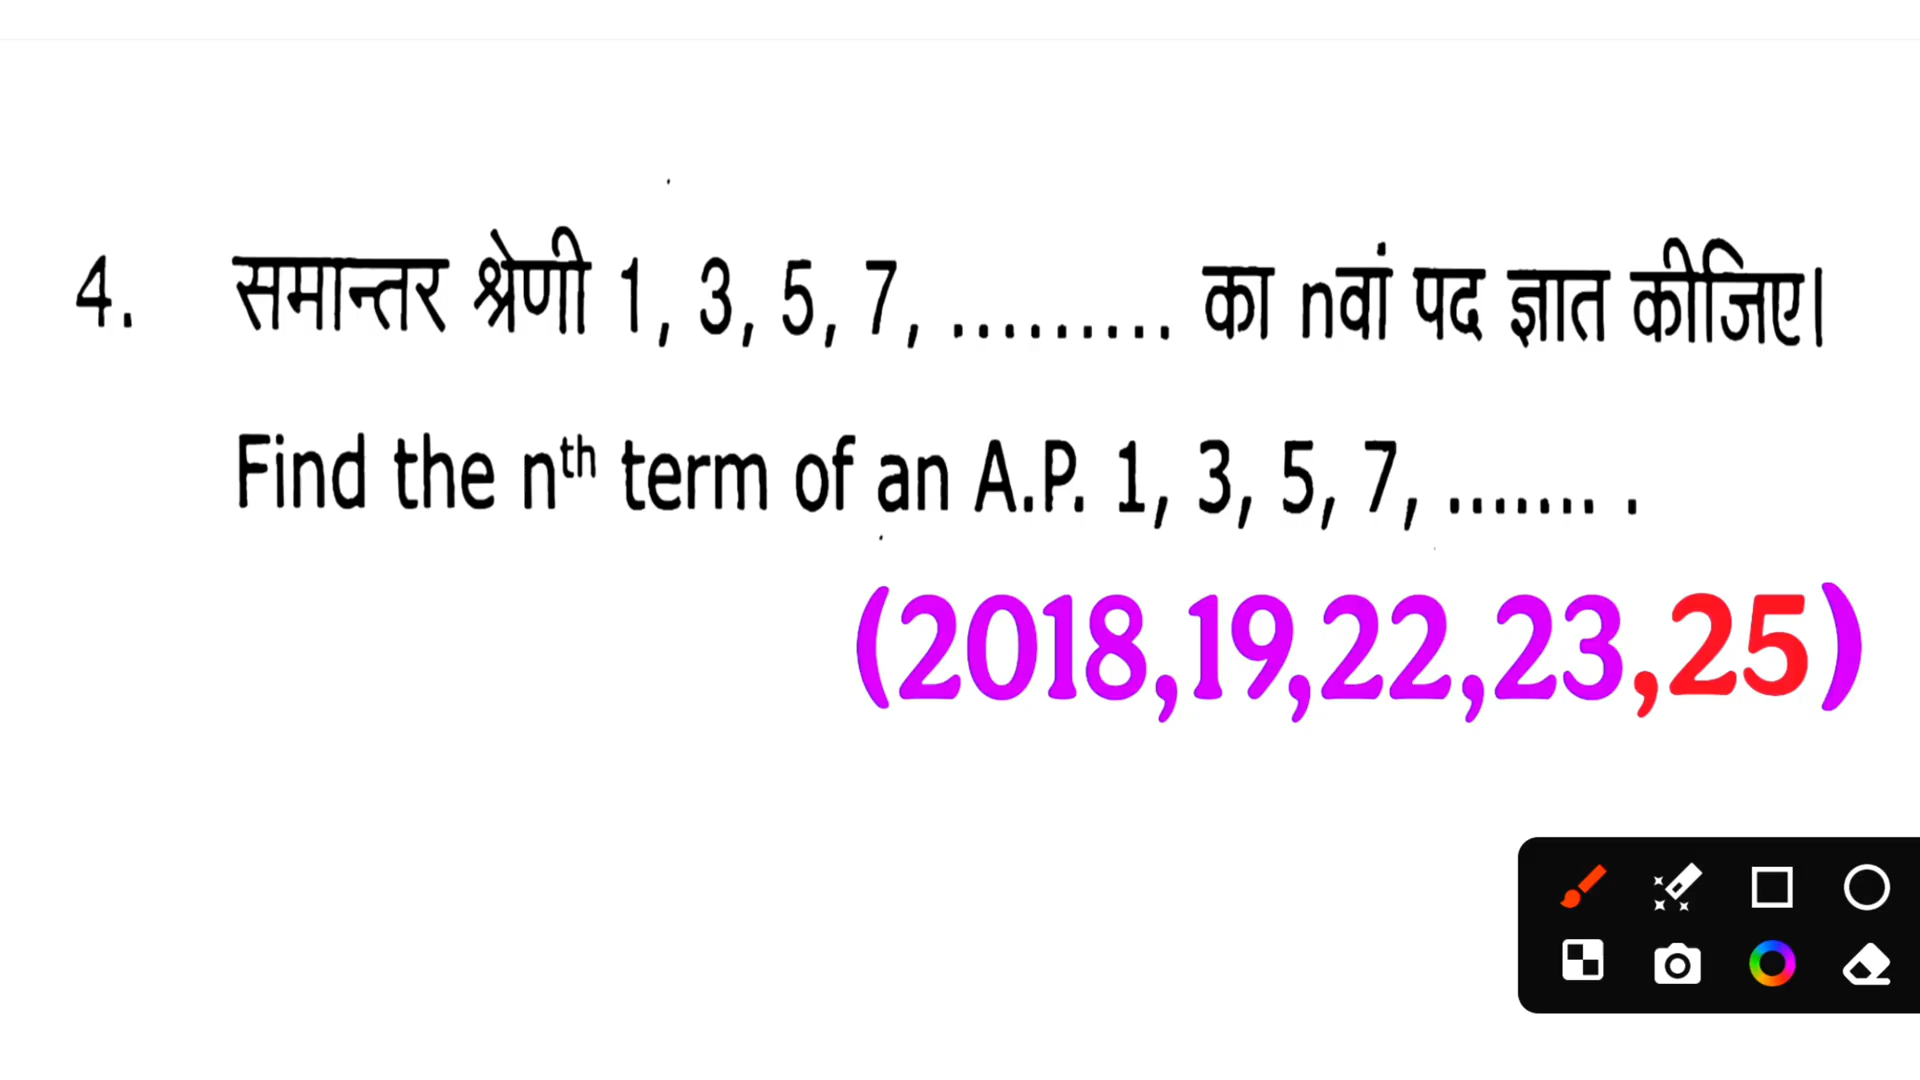 4. समान्तर श्रेणी 1, 3, 5, 7, .......... का nवां पद ज्ञात कीजिए।
Find the nth term of an A.P. 1, 3, 5, 7, ....... .
(2018,19,22,23,25)